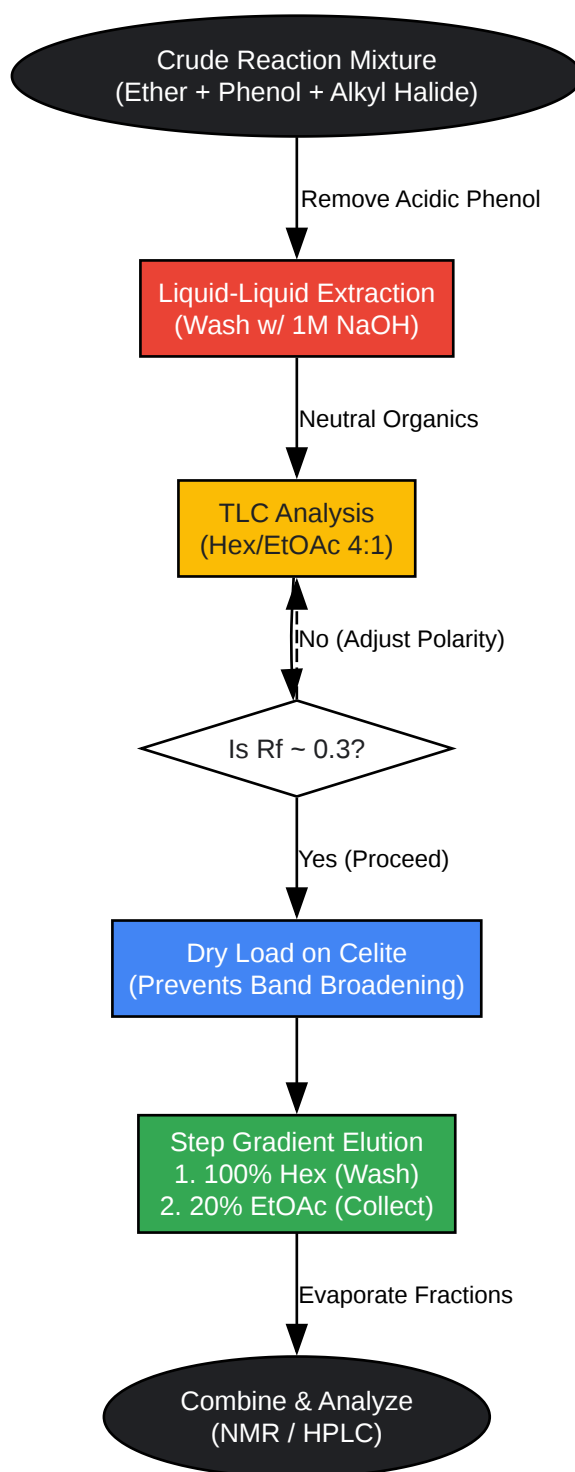 Crude Reaction Mixture
(Ether + Phenol + Alkyl Halide)
Remove Acidic Phenol
Liquid-Liquid Extraction
(Wash w/ 1M NaOH)
Neutral Organics
TLC Analysis
(Hex/EtOAc 4:1)
No (Adjust Polarity)
Is Rf ~ 0.3?
Yes (Proceed)
Dry Load on Celite
(Prevents Band Broadening)
Step Gradient Elution
1. 100% Hex (Wash)
2. 20% EtOAc (Collect)
Evaporate Fractions
Combine & Analyze
(NMR / HPLC)